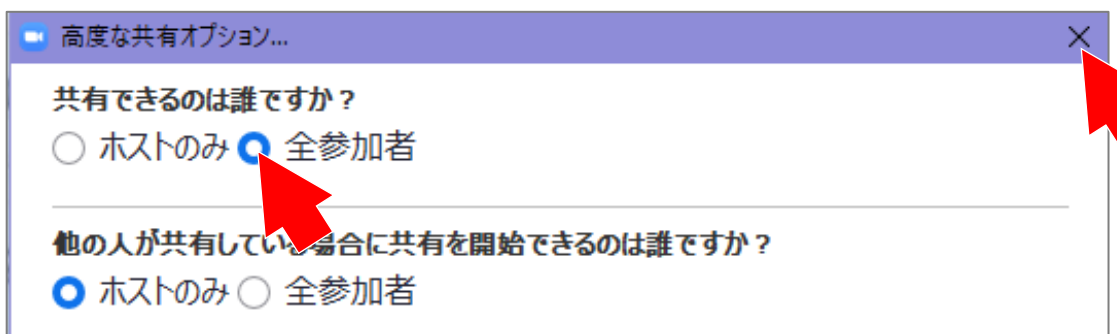 高度な共有オプション...
共有できるのは誰ですか？
ホストのみ 全参加者
他の人が共有している場合に共有を開始できるのは誰ですか？
ホストのみ 全参加者